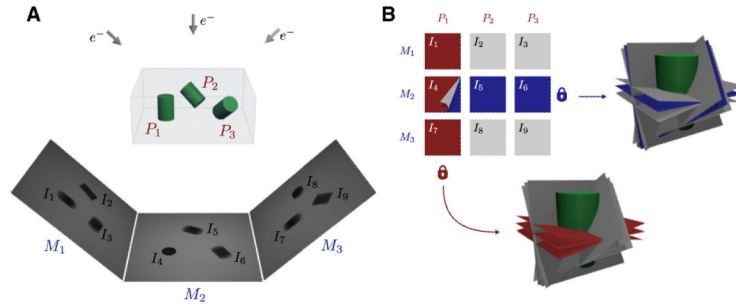 A
e⁻
e⁻
e⁻
P₂
P₁
P₃
I₁
I₂
I₃
I₄
I₅
I₆
I₇
I₈
I₉
M₁
M₂
M₃
B
P₁ P₂ P₃
M₁ I₁ I₂ I₃
M₂ I₄ I₅ I₆
M₃ I₇ I₈ I₉